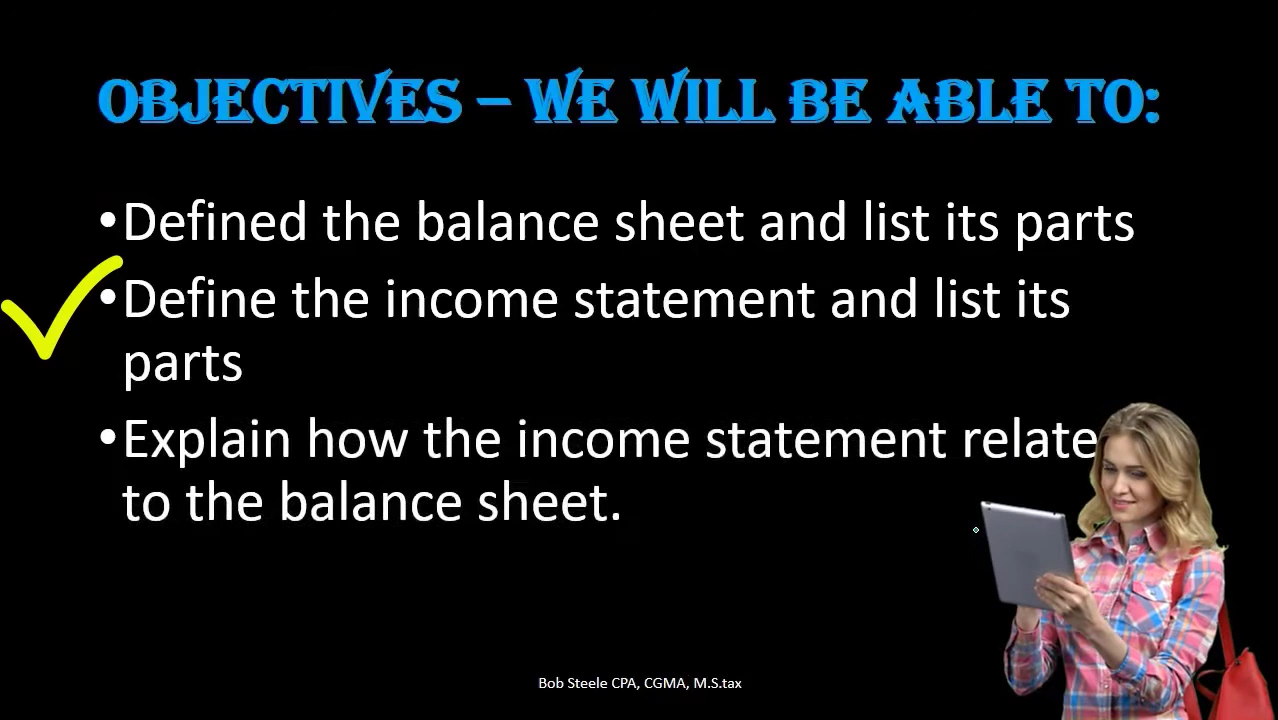 OBJECTIVES – WE WILL BE ABLE TO:
•Defined the balance sheet and list its parts
•Define the income statement and list its
parts
•Explain how the income statement relate
to the balance sheet.
Bob Steele CPA, CGMA, M.S.tax